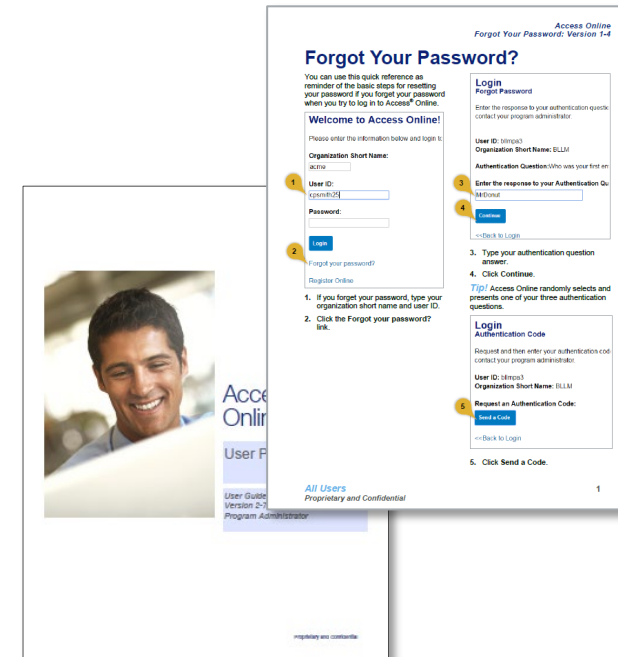 Access Online
Forgot Your Password: Version 1-4
Forgot Your Password?
You can use this quick reference as
reminder of the basic steps for resetting
your password if you forget your password
when you try to log in to Access® Online.
Welcome to Access Online!
Please enter the information below and login
Organization Short Name:
acme
1
User ID:
cpsmith25
Password:
Login
2
Forgot your password?
Register Online
1. If you forget your password, type your
organization short name and user ID.
2. Click the Forgot your password?
link.
Login
Forgot Password
Enter the response to your authentication
contact your program administrator.
User ID: bllmpa3
Organization Short Name: BLLM
Authentication Question:Who was your first
3
Enter the response to your Authentication
MrDonut
4
Continue
<<Back to Login
3. Type your authentication question
answer.
4. Click Continue.
Tip! Access Online randomly selects and
presents one of your three authentication
questions.
Login
Authentication Code
Request and then enter your authentication
contact your program administrator.
User ID: bllmpa3
Organization Short Name: BLLM
Request an Authentication Code:
5
Send a Code
<<Back to Login
5. Click Send a Code.
All Users
Proprietary and Confidential
1
User
User Guide
Version
Program Administrator
Proprietary and Confidential